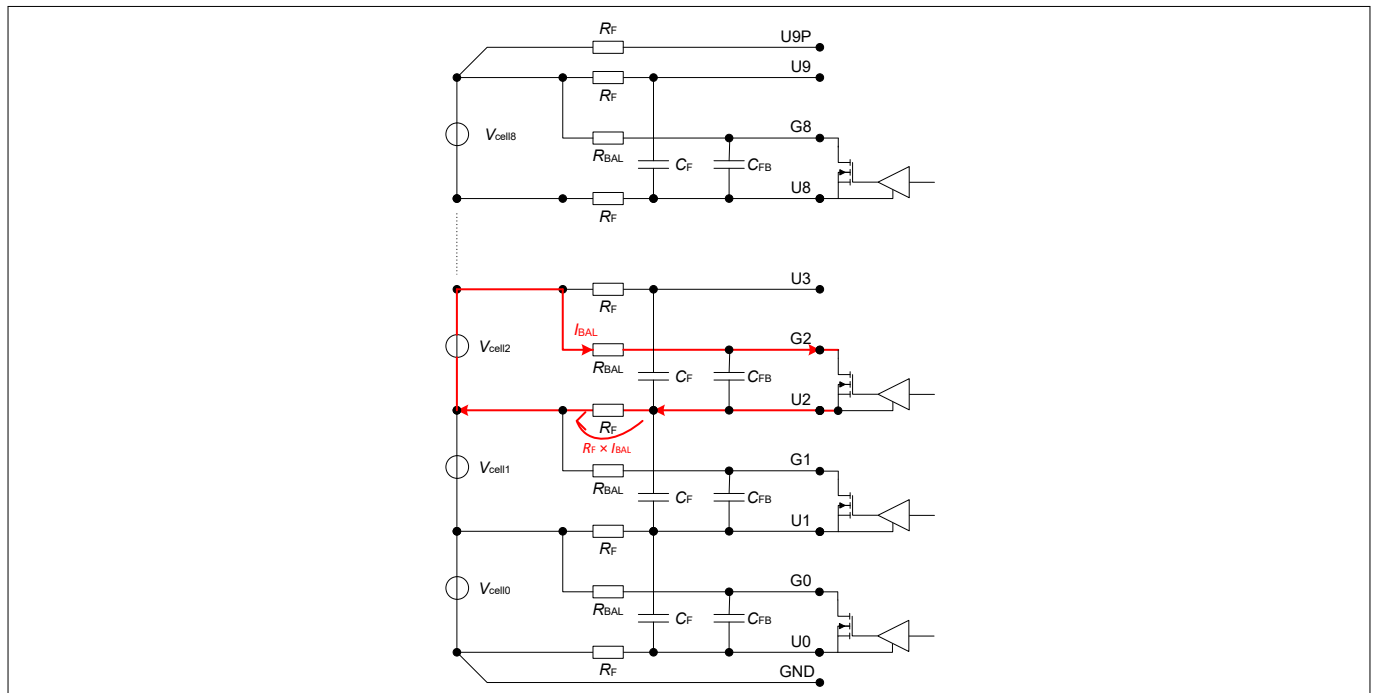 RF
U9P
U9
RF
G8
Vcell8
RBAL
CF
CFB
U8
RF
U3
RF
IBAL
G2
Vcell2
RBAL
CF
CFB
U2
RF
RF × IBAL
G1
Vcell1
RBAL
CF
CFB
U1
RF
G0
Vcell0
RBAL
CF
CFB
U0
RF
GND